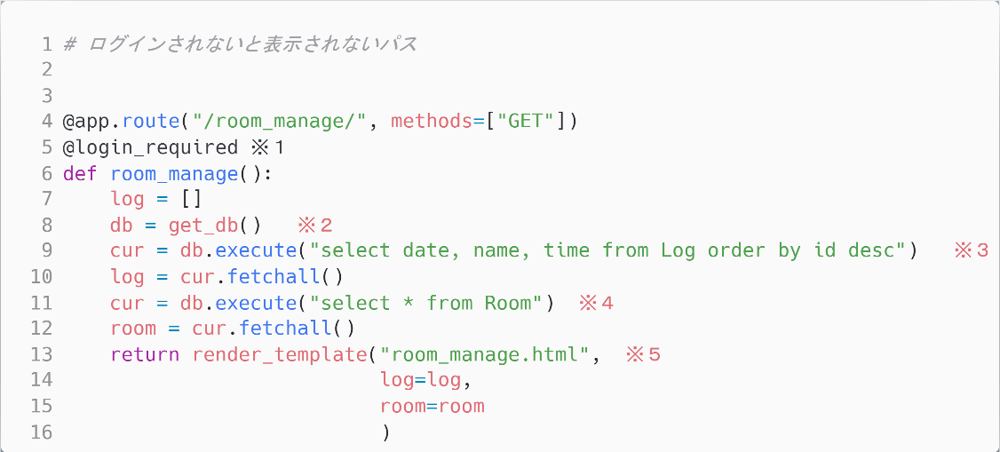 1 # ログインされないと表示されないパス
2
3
4 @app.route("/room_manage/", methods=["GET"])
5 @login_required ※1
6 def room_manage():
7     log = []
8     db = get_db()   ※2
9     cur = db.execute("select date, name, time from Log order by id desc")   ※3
10     log = cur.fetchall()
11     cur = db.execute("select * from Room")  ※4
12     room = cur.fetchall()
13     return render_template("room_manage.html",  ※5
14                            log=log,
15                            room=room
16                            )